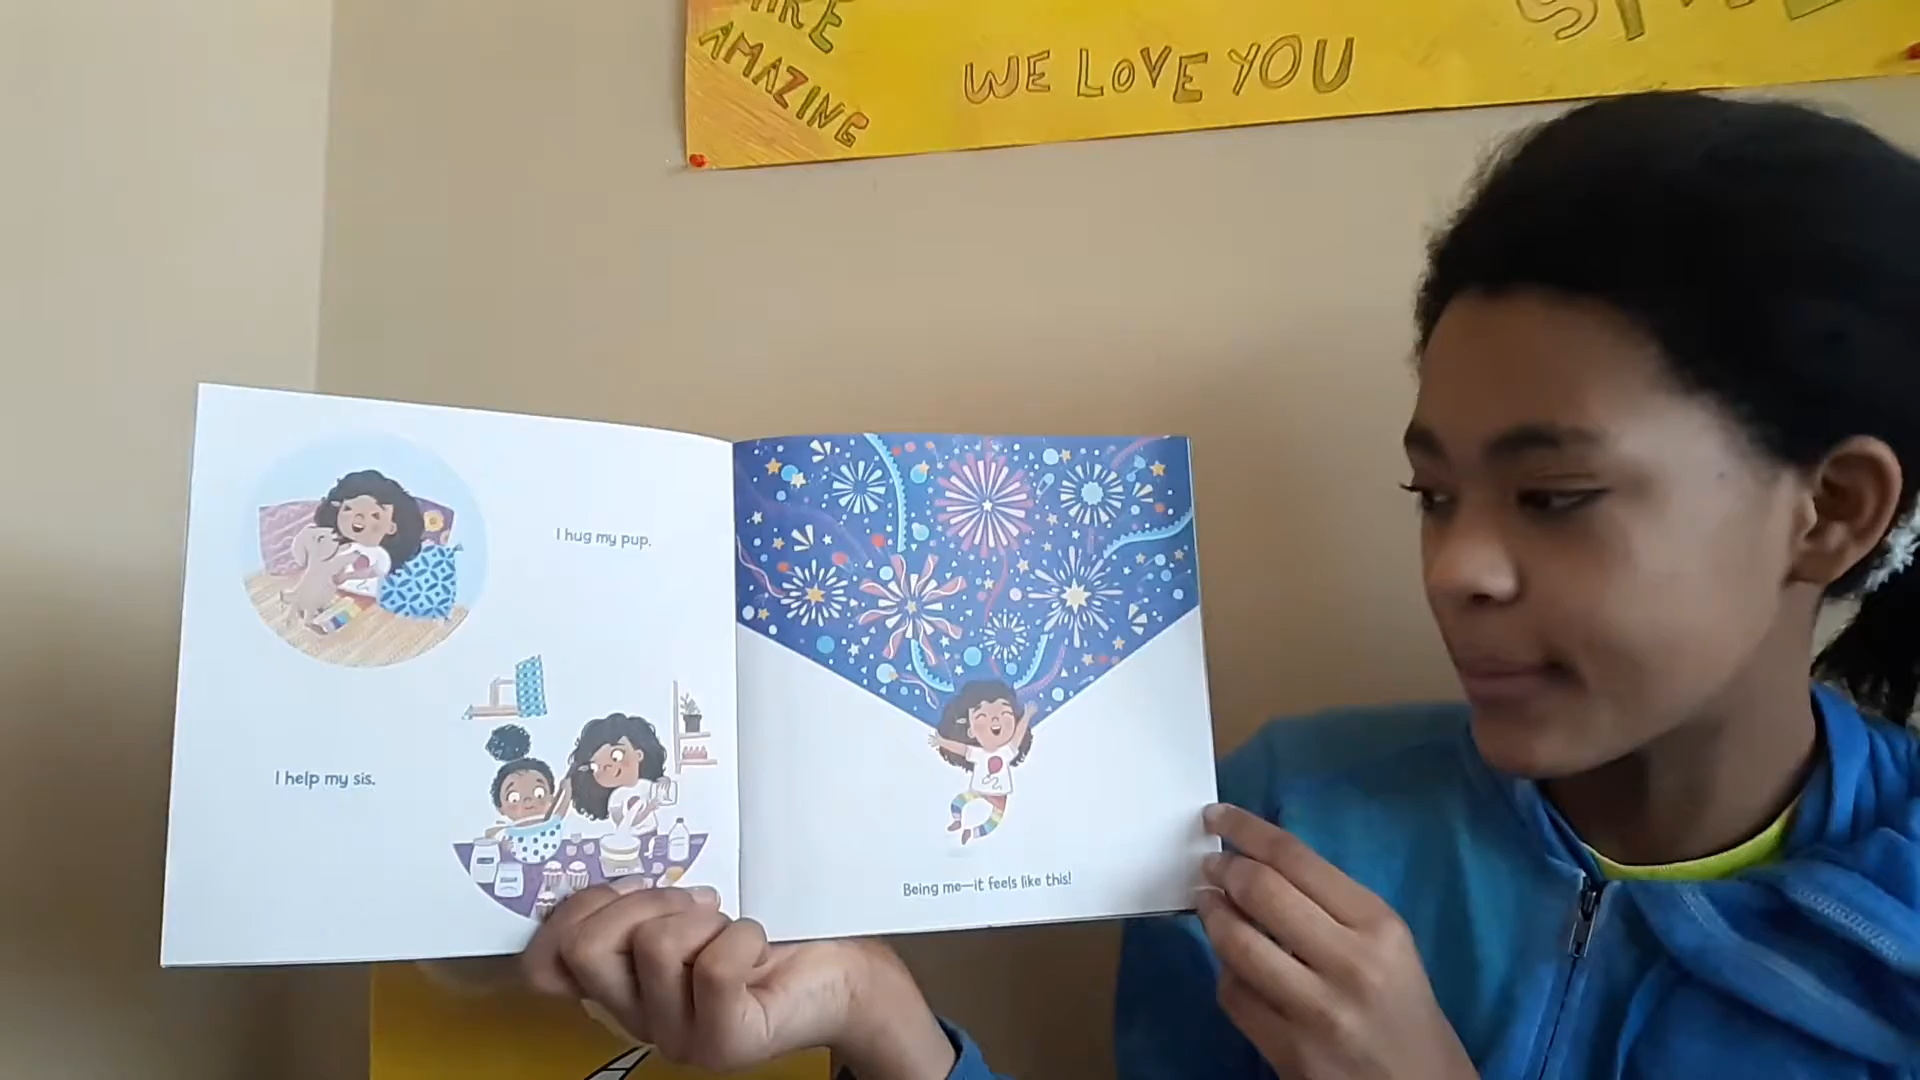 AMAZING
WE LOVE YOU
I hug my pup.
I help my sis.
Being me—it feels like this!